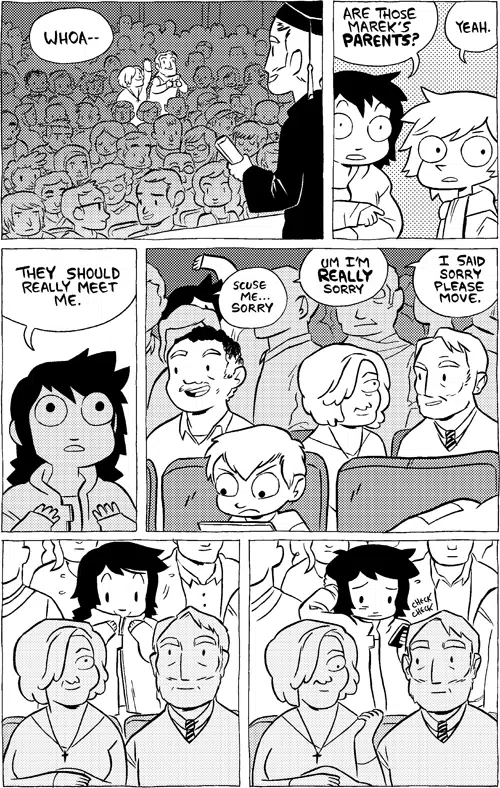 WHOA--
ARE THOSE
MAREK'S
PARENTS?
YEAH.
THEY SHOULD
REALLY MEET
ME.
SCUSE
ME...
SORRY
UM I'M
REALLY
SORRY
I SAID
SORRY
PLEASE
MOVE.
CHECK
CHECK